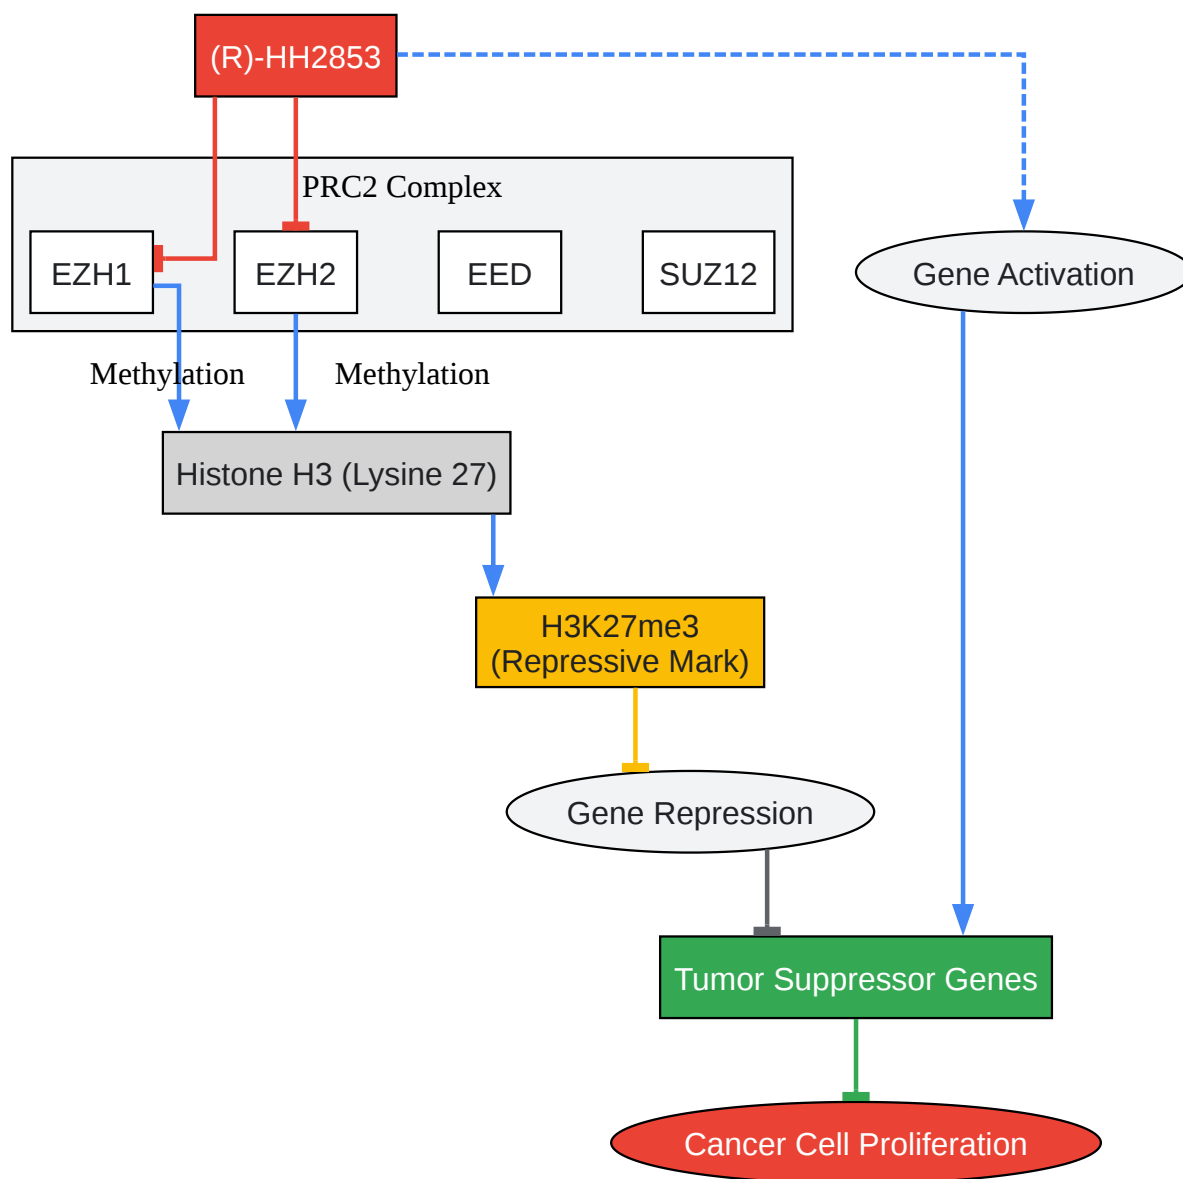 (R)-HH2853
PRC2 Complex
EZH1
EZH2
EED
SUZ12
Gene Activation
Methylation
Methylation
Histone H3 (Lysine 27)
H3K27me3
(Repressive Mark)
Gene Repression
Tumor Suppressor Genes
Cancer Cell Proliferation